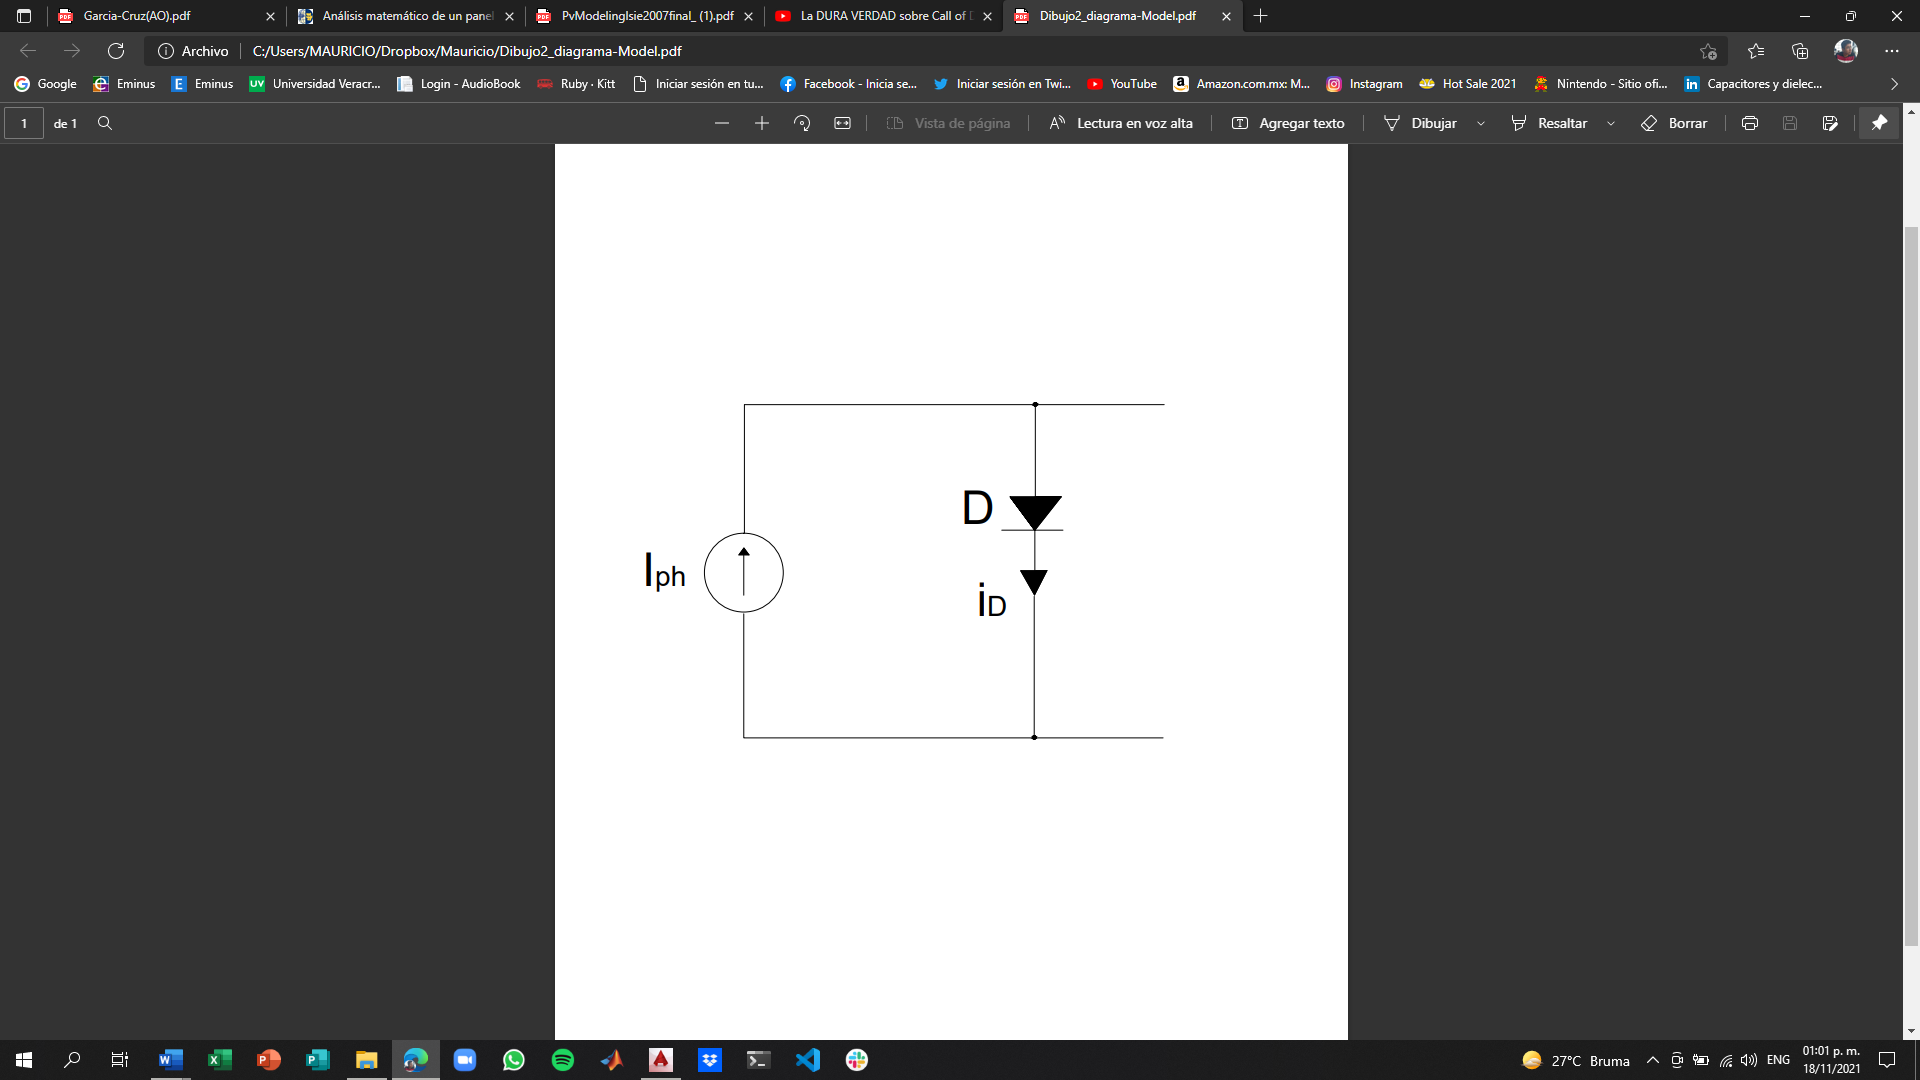 Garcia-Cruz(AO).pdf
Análisis matemático de un pane
PvModelingIsie2007final_ (1).pdf
La DURA VERDAD sobre Call of D
Dibujo2_diagrama-Model.pdf
Archivo
C:/Users/MAURICIO/Dropbox/Mauricio/Dibujo2_diagrama-Model.pdf
Google
Eminus
Eminus
Universidad Veracr...
Login - AudioBook
Ruby · Kitt
Iniciar sesión en tu...
Facebook - Inicia se...
Iniciar sesión en Twi...
YouTube
Amazon.com.mx: M...
Instagram
Hot Sale 2021
Nintendo - Sitio ofi...
Capacitores y dielec...
1 de 1
Vista de página
Lectura en voz alta
Agregar texto
Dibujar
Resaltar
Borrar
D
Iph
iD
27°C Bruma
ENG
01:01 p. m.
18/11/2021